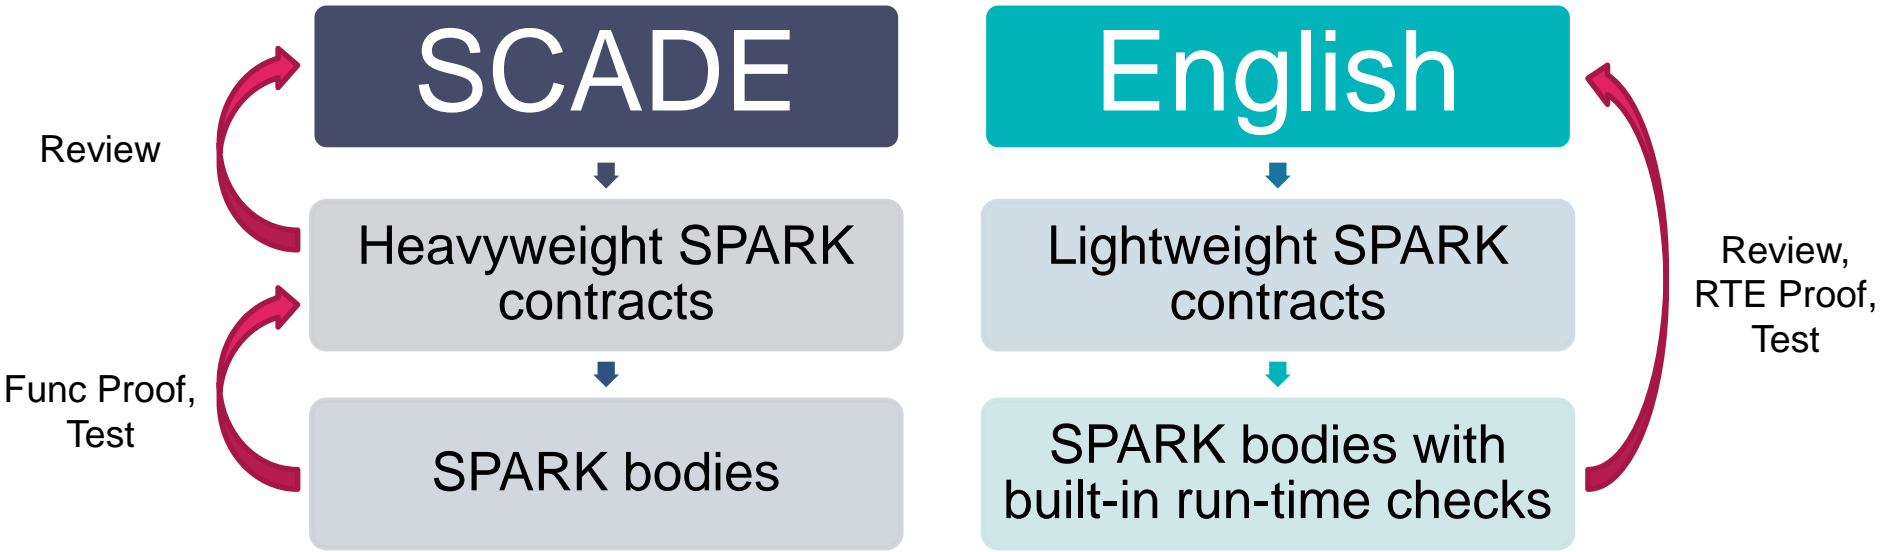 SCADE
Review
Heavyweight SPARK
contracts
Func Proof,
Test
SPARK bodies
English
Lightweight SPARK
contracts
Review,
RTE Proof,
Test
SPARK bodies with
built-in run-time checks